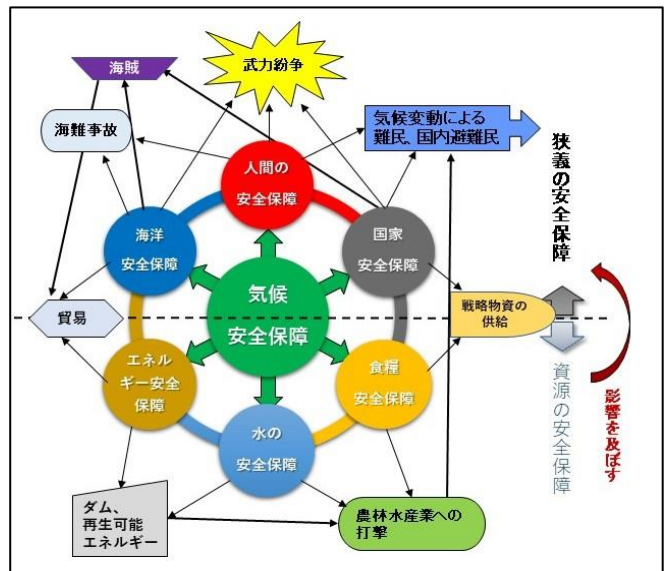 海賊
武力紛争
海難事故
気候変動による
難民、国内避難民
人間の
安全保障
海洋
安全保障
国家
安全保障
狭義の安全保障
気候
安全保障
貿易
戦略物資の
供給
エネル
ギー安全
保障
食糧
安全保障
資源の安全保障
影響を及ぼす
水の
安全保障
ダム、
再生可能
エネルギー
農林水産業への
打撃